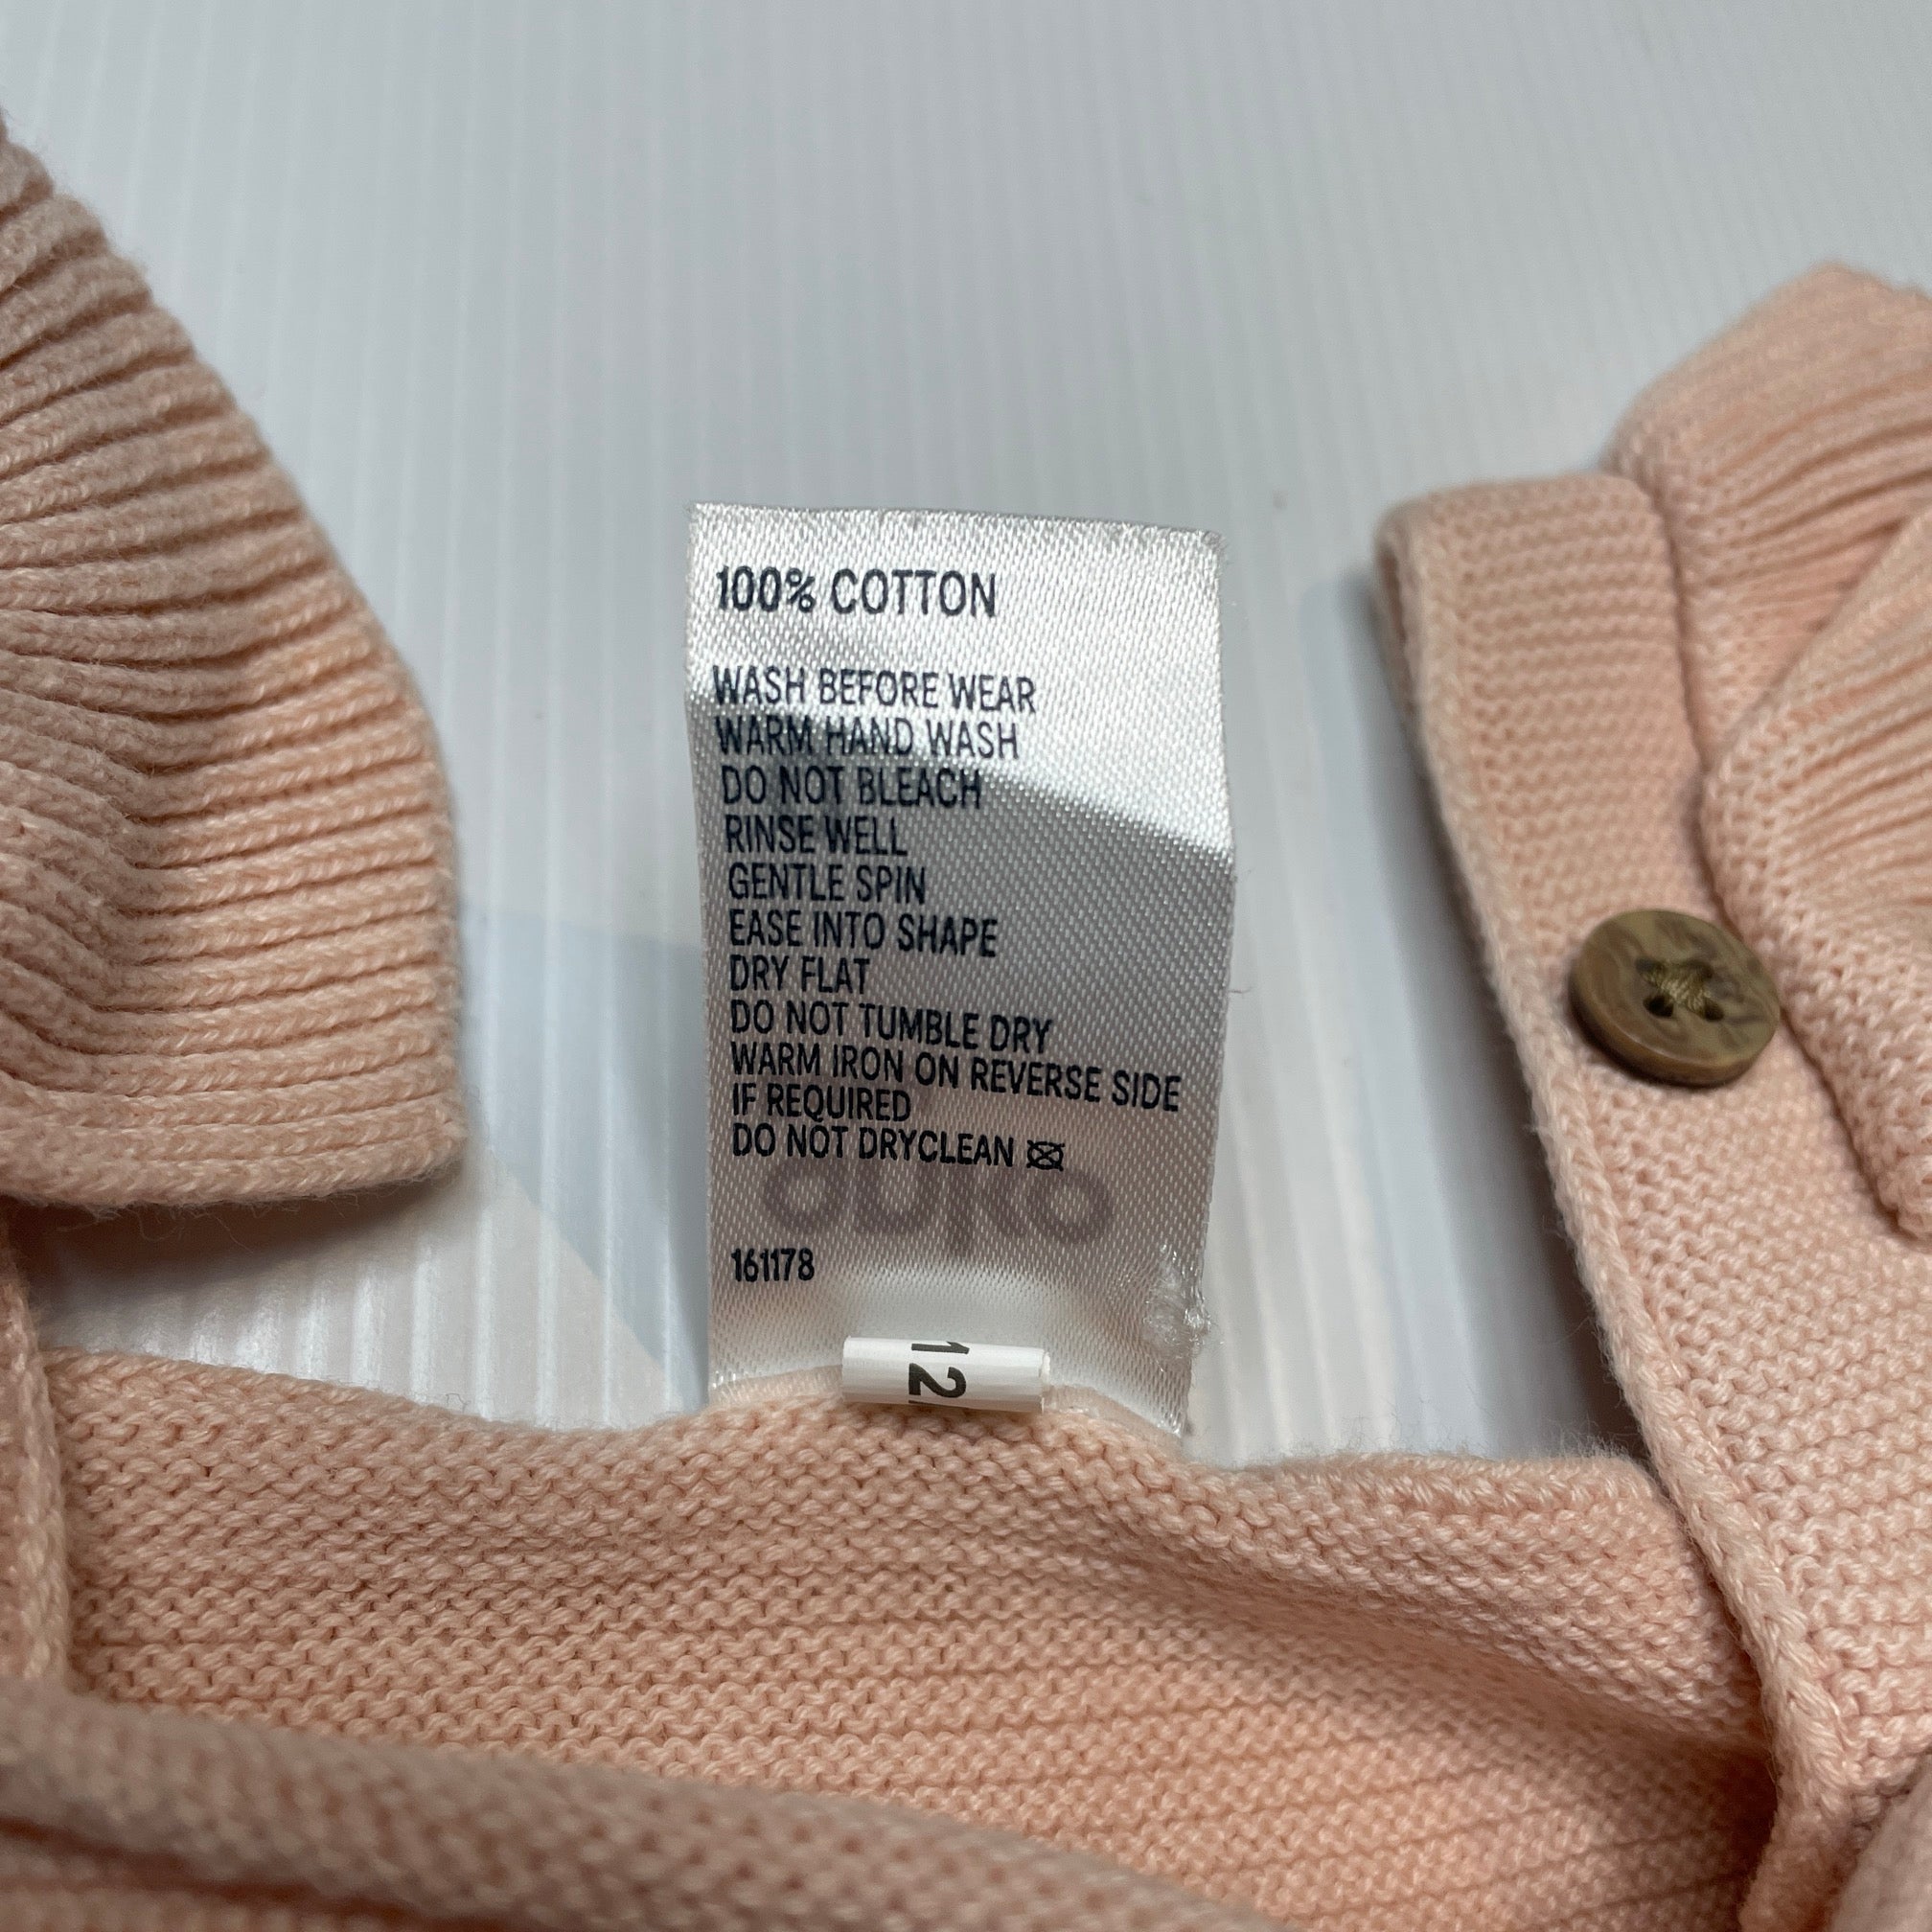 100% COTTON
WASH BEFORE WEAR
WARM HAND WASH
DO NOT BLEACH
RINSE WELL
GENTLE SPIN
EASE INTO SHAPE
DRY FLAT
DO NOT TUMBLE DRY
WARM IRON ON REVERSE SIDE
IF REQUIRED
DO NOT DRYCLEAN
161178
12